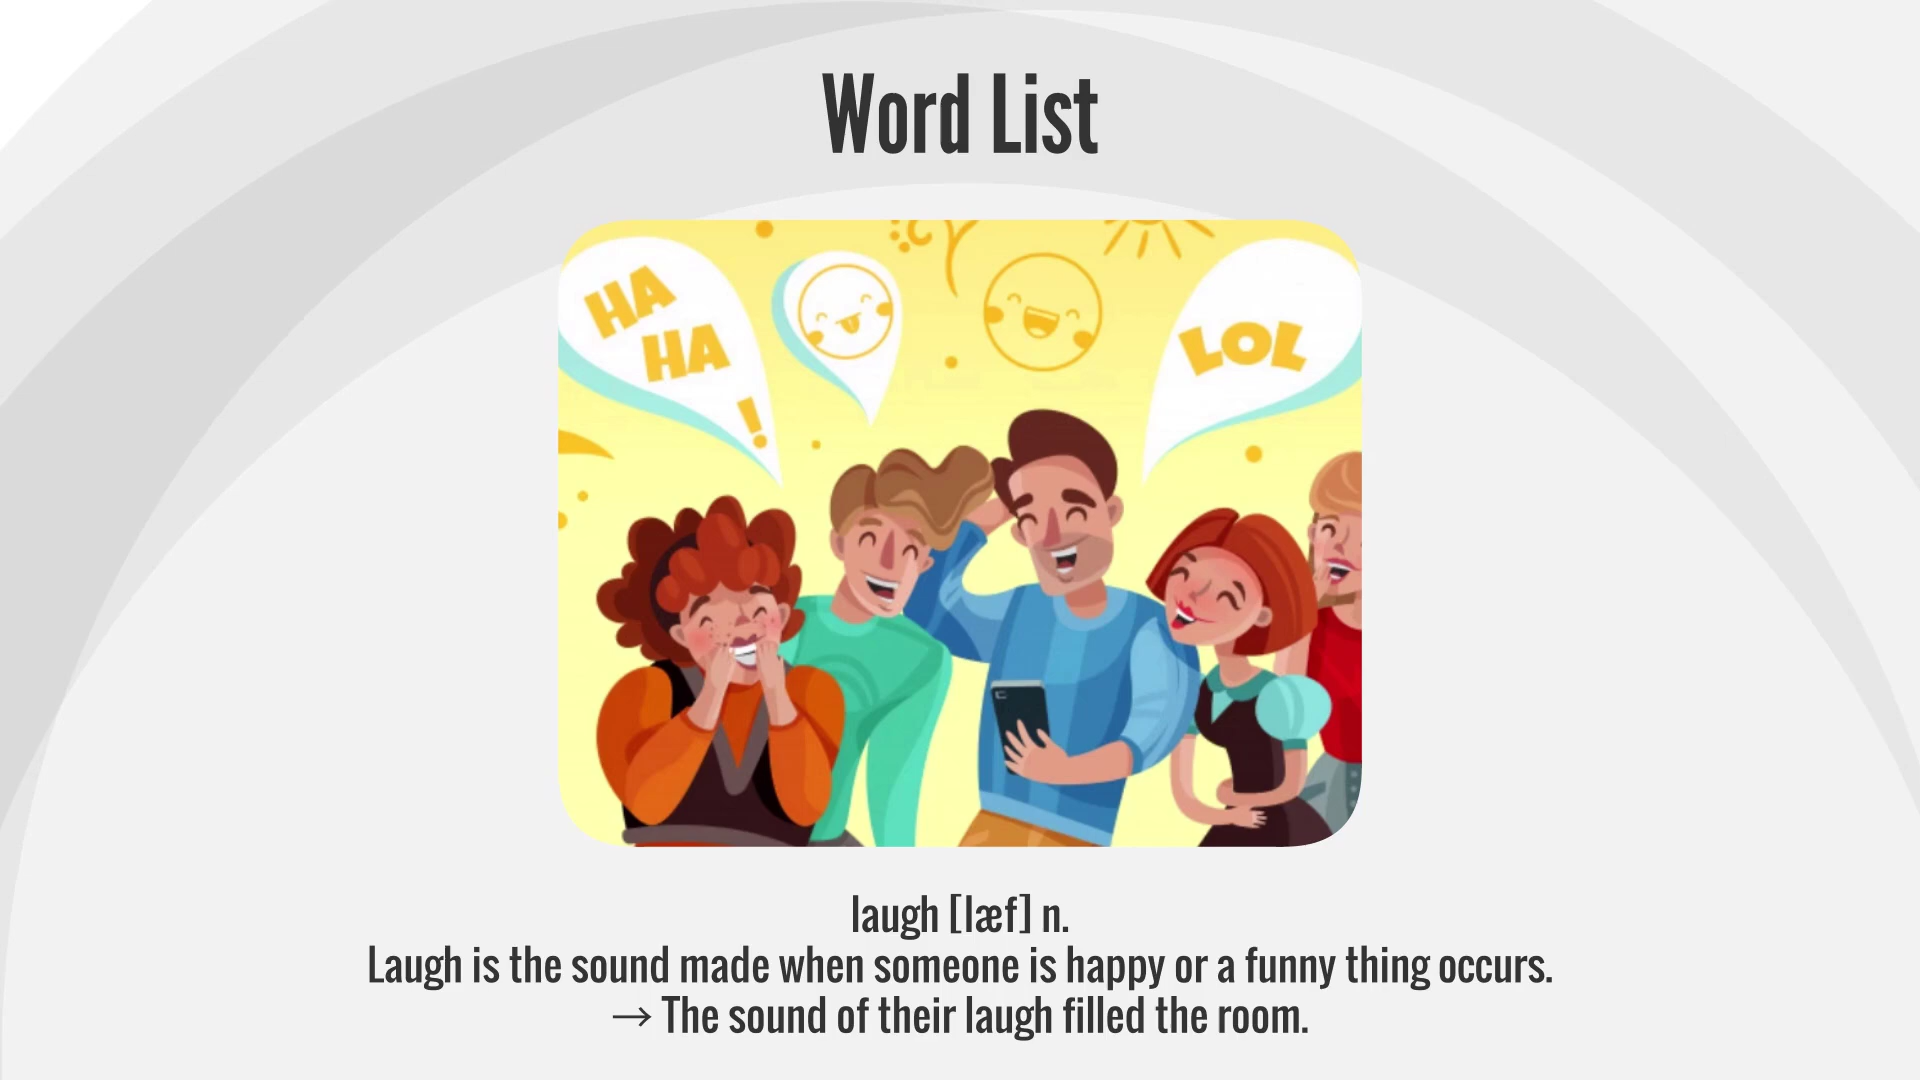 Word List
HA
HA
!
LOL
laugh [læf] n.
Laugh is the sound made when someone is happy or a funny thing occurs.
→ The sound of their laugh filled the room.